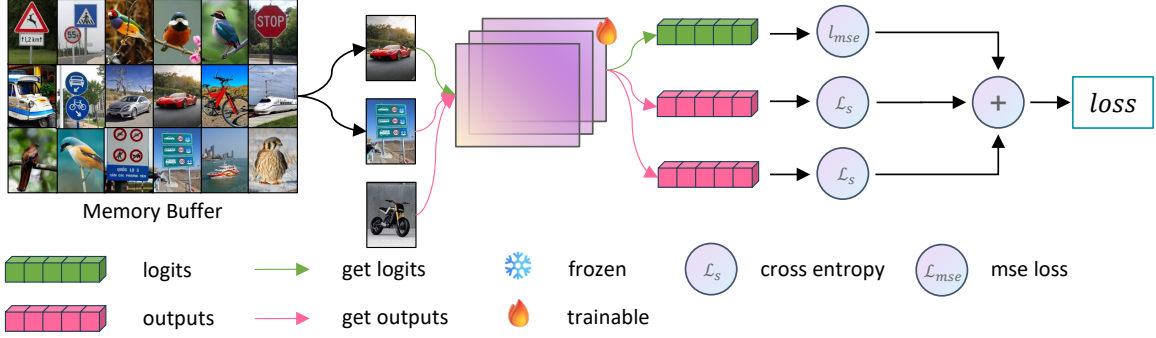 STOP
l_mse
ℒ_s
ℒ_s
+
loss
Memory Buffer
logits
get logits
frozen
ℒ_s
cross entropy
ℒ_mse
mse loss
outputs
get outputs
trainable